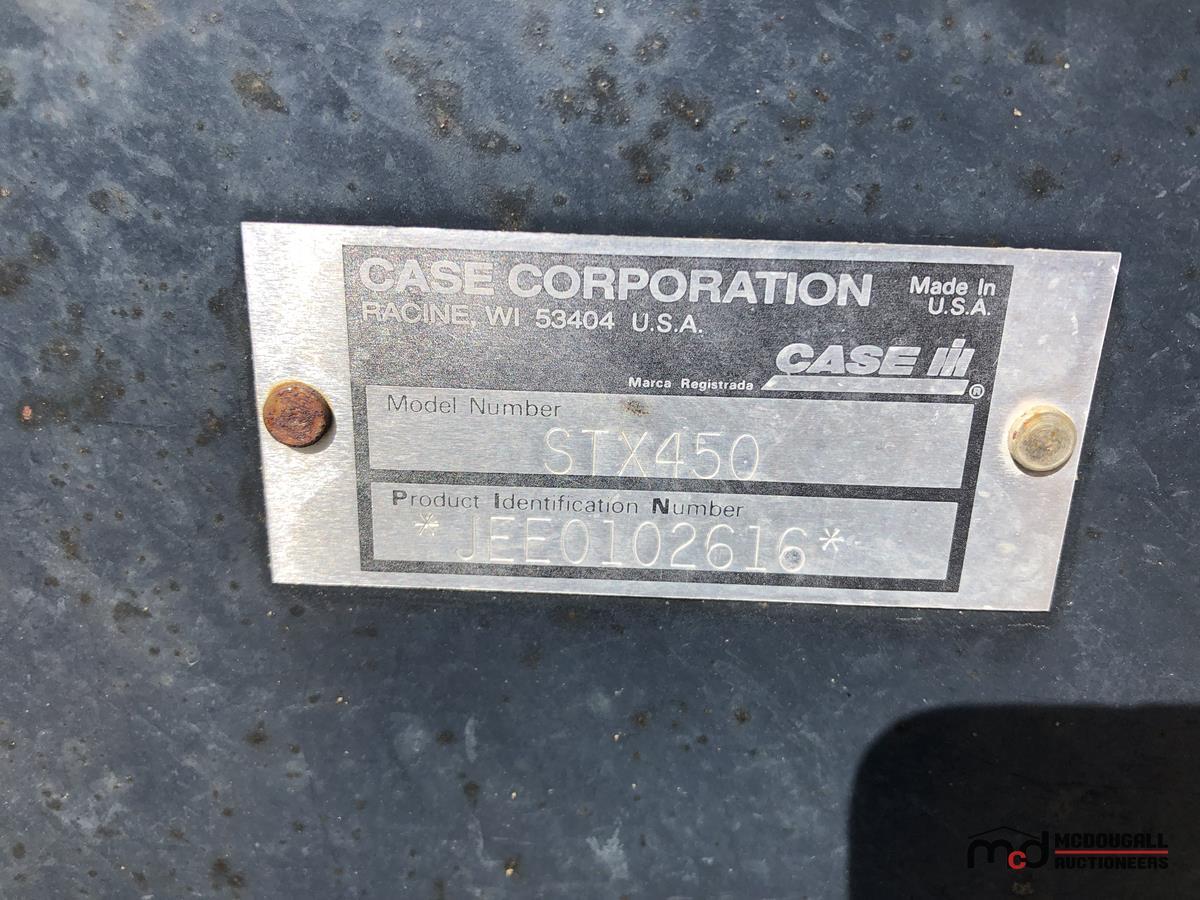 CASE CORPORATION
Made In
U.S.A.
RACINE, WI 53404 U.S.A.
CASE IH
Marca Registrada
®
Model Number
STX450
Product Identification Number
*JEE0102616*
mcd MCDOUGALL
AUCTIONEERS